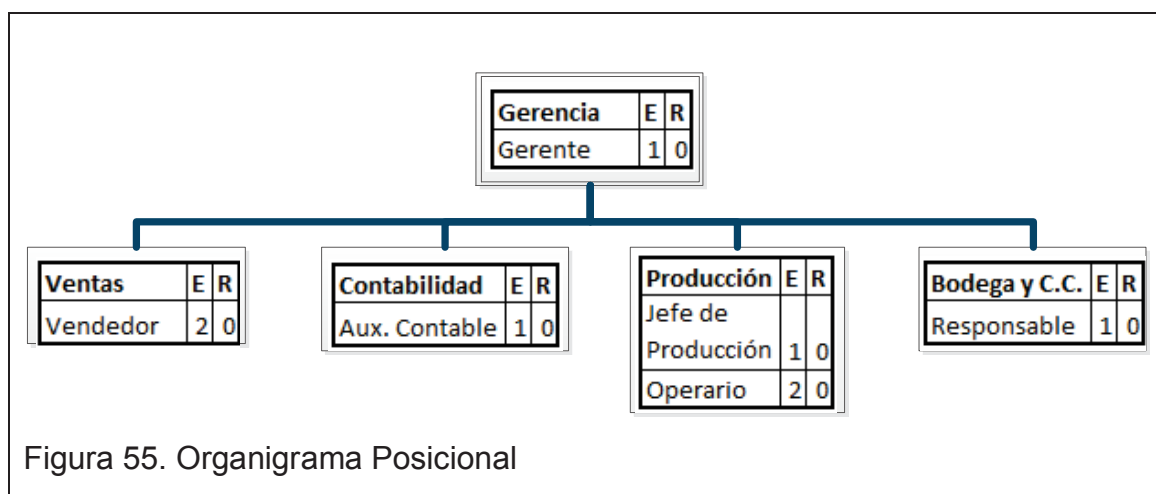 Gerencia E R
Gerente 1 0
Ventas E R
Vendedor 2 0
Contabilidad E R
Aux. Contable 1 0
Producción E R
Jefe de
Producción 1 0
Operario 2 0
Bodega y C.C. E R
Responsable 1 0
Figura 55. Organigrama Posicional